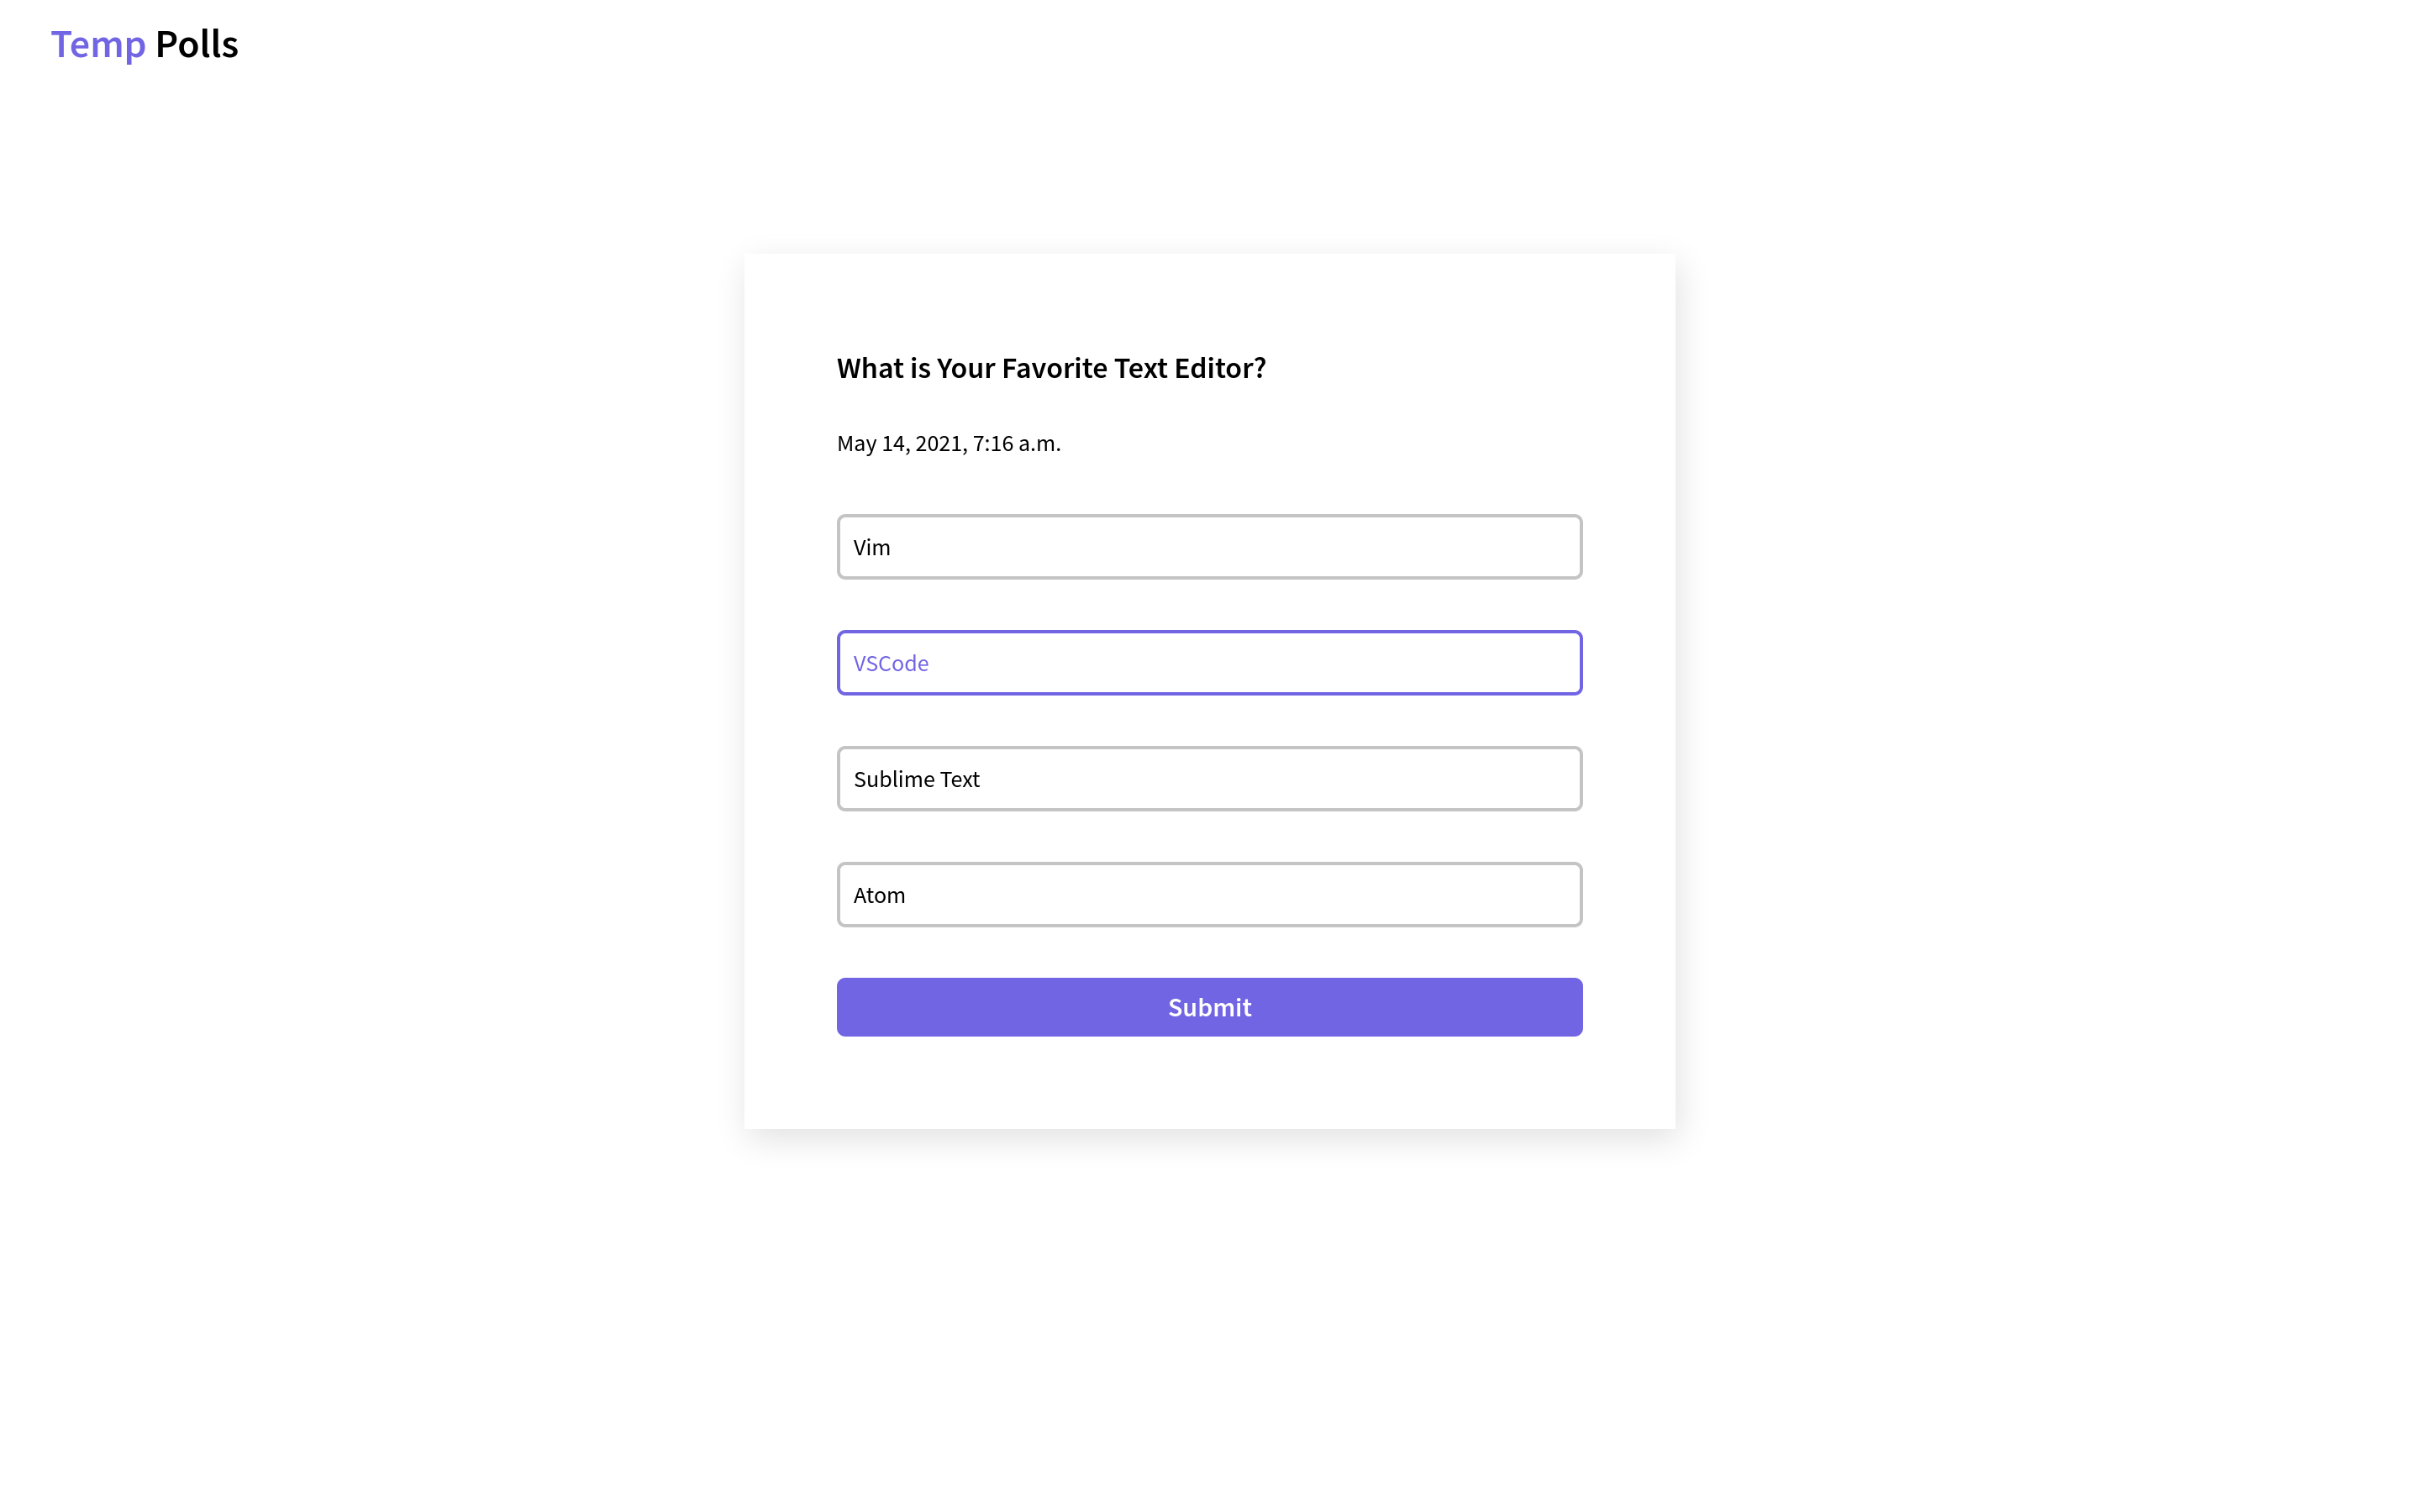 Temp Polls
What is Your Favorite Text Editor?
May 14, 2021, 7:16 a.m.
Vim
VSCode
Sublime Text
Atom
Submit